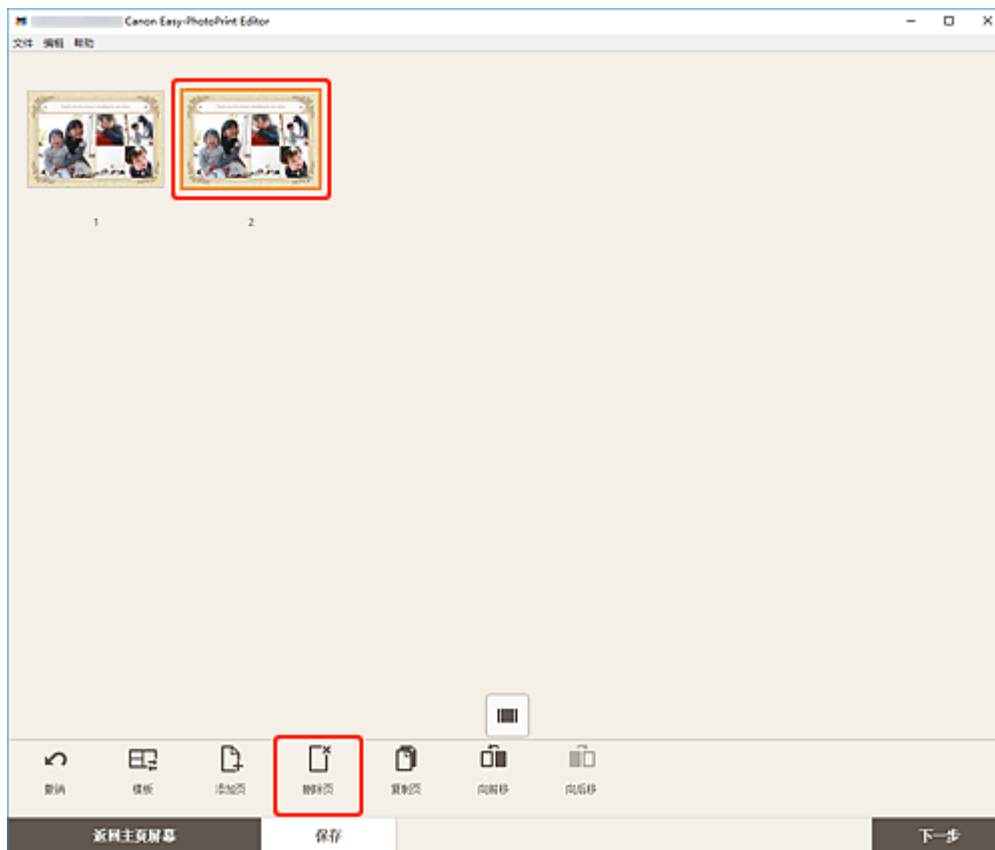 Canon Easy-PhotoPrint Editor
文件 编辑 帮助
1 2
撤销 模板 添加页 删除页 复制页 向前移 向后移
返回主页屏幕 保存 下一步